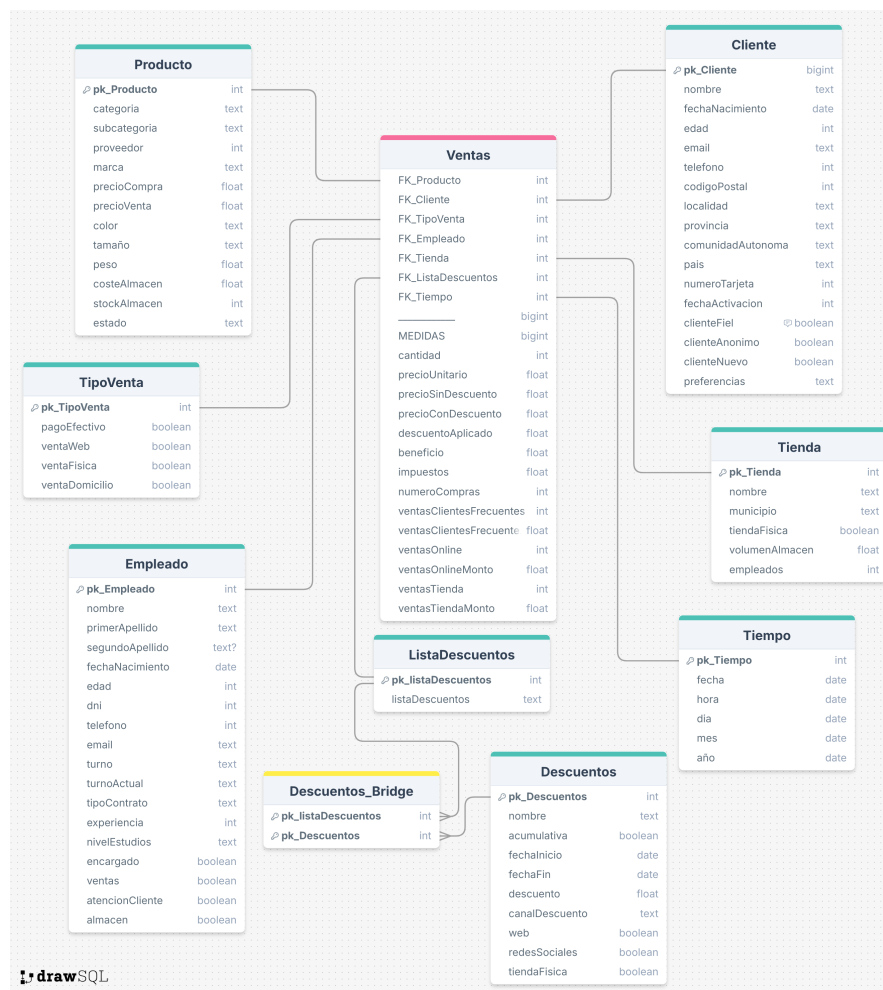 Producto
pk_Producto int
categoria text
subcategoria text
proveedor int
marca text
precioCompra float
precioVenta float
color text
tamaño text
peso float
costeAlmacen float
stockAlmacen int
estado text
TipoVenta
pk_TipoVenta int
pagoEfectivo boolean
ventaWeb boolean
ventaFisica boolean
ventaDomicilio boolean
Empleado
pk_Empleado int
nombre text
primerApellido text
segundoApellido text?
fechaNacimiento date
edad int
dni int
telefono int
email text
turno text
turnoActual text
tipoContrato text
experiencia int
nivelEstudios text
encargado boolean
ventas boolean
atencionCliente boolean
almacen boolean
Ventas
FK_Producto int
FK_Cliente int
FK_TipoVenta int
FK_Empleado int
FK_Tienda int
FK_ListaDescuentos int
FK_Tiempo int
__________ bigint
MEDIDAS bigint
cantidad int
precioUnitario float
precioSinDescuento float
precioConDescuento float
descuentoAplicado float
beneficio float
impuestos float
numeroCompras int
ventasClientesFrecuentes int
ventasClientesFrecuente float
ventasOnline int
ventasOnlineMonto float
ventasTienda int
ventasTiendaMonto float
ListaDescuentos
pk_listaDescuentos int
listaDescuentos text
Descuentos_Bridge
pk_listaDescuentos int
pk_Descuentos int
Descuentos
pk_Descuentos int
nombre text
acumulativa boolean
fechaInicio date
fechaFin date
descuento float
canalDescuento text
web boolean
redesSociales boolean
tiendaFisica boolean
Cliente
pk_Cliente bigint
nombre text
fechaNacimiento date
edad int
email text
telefono int
codigoPostal int
localidad text
provincia text
comunidadAutonoma text
pais text
numeroTarjeta int
fechaActivacion int
clienteFiel boolean
clienteAnonimo boolean
clienteNuevo boolean
preferencias text
Tienda
pk_Tienda int
nombre text
municipio text
tiendaFisica boolean
volumenAlmacen float
empleados int
Tiempo
pk_Tiempo int
fecha date
hora date
dia date
mes date
año date
drawSQL